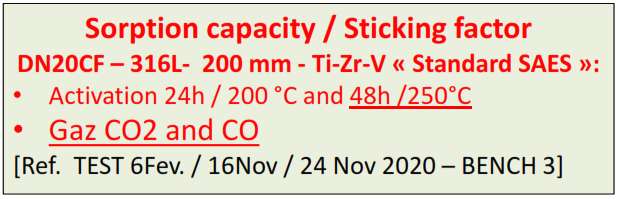 Sorption capacity / Sticking factor
DN20CF – 316L- 200 mm - Ti-Zr-V « Standard SAES »:
• Activation 24h / 200 °C and 48h /250°C
• Gaz CO2 and CO
[Ref. TEST 6Fev. / 16Nov / 24 Nov 2020 – BENCH 3]